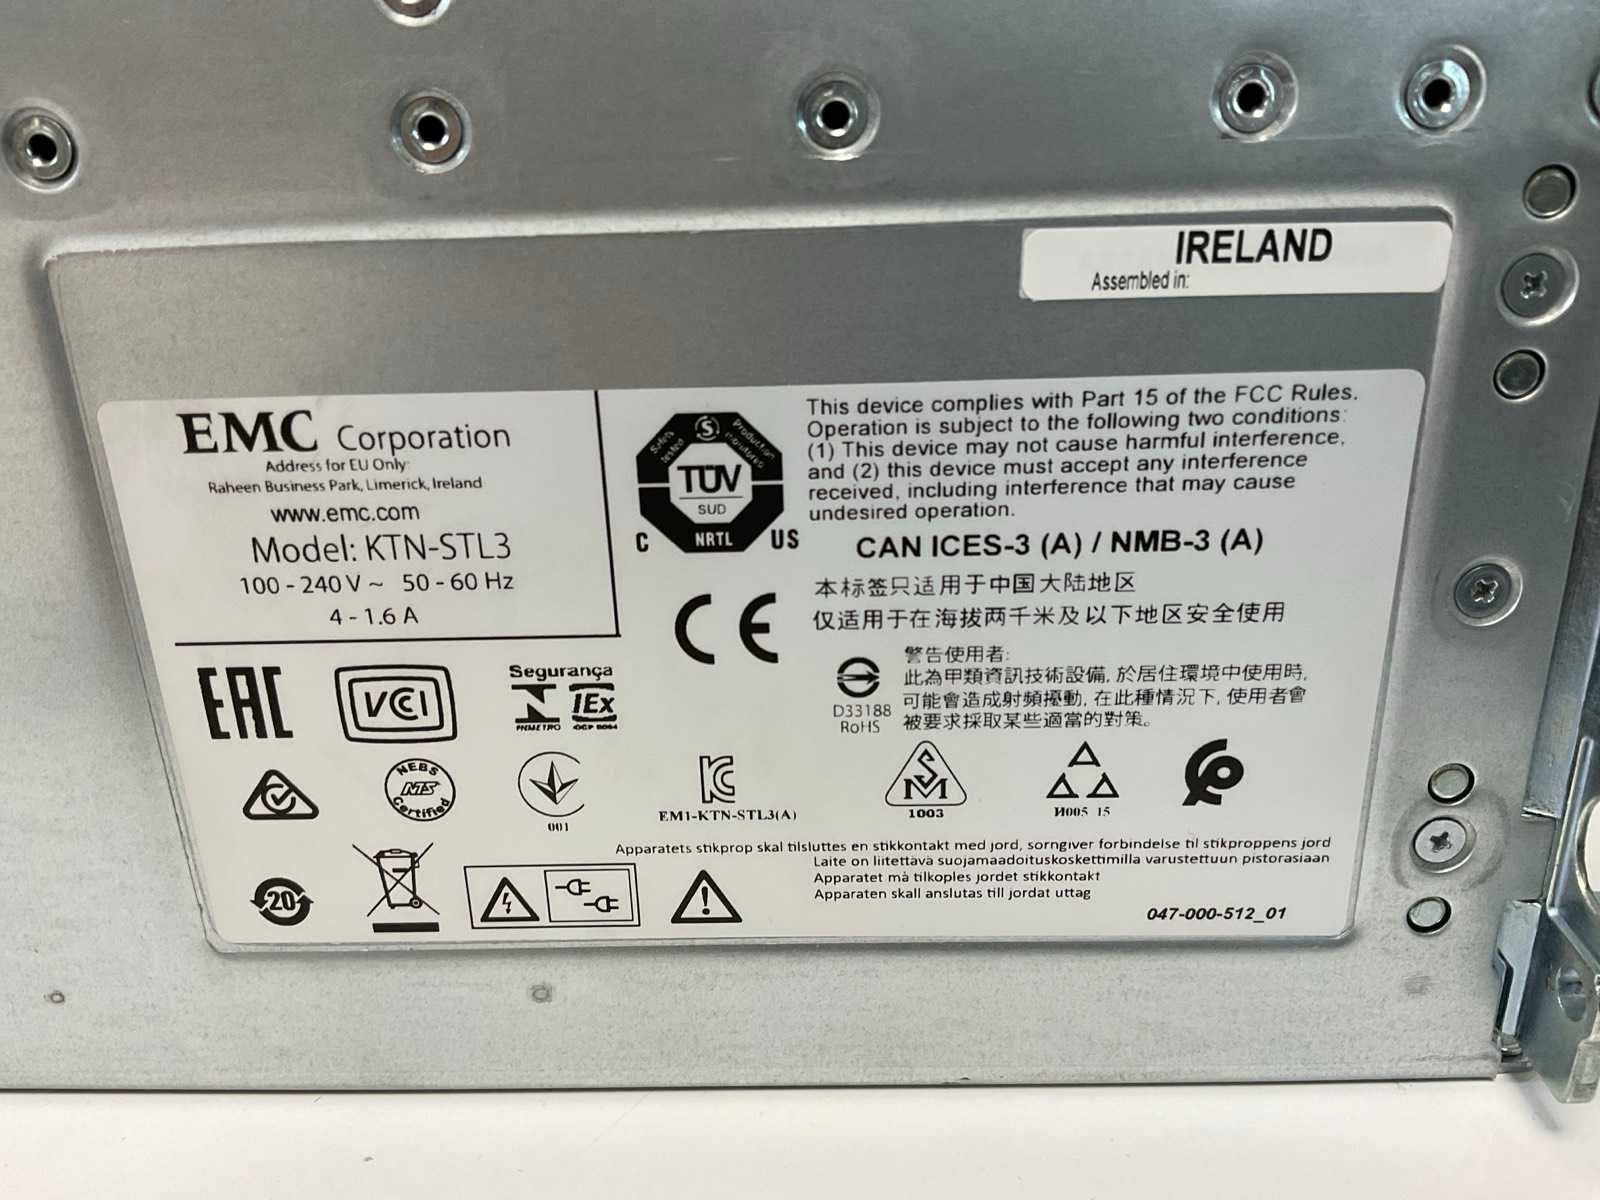 IRELAND
Assembled in:
EMC Corporation
Address for EU Only:
Raheen Business Park, Limerick, Ireland
www.emc.com
Model: KTN-STL3
100 - 240 V ~ 50 - 60 Hz
4 - 1.6 A
Safety tested
Production monitored
TÜV
SUD
C NRTL US
This device complies with Part 15 of the FCC Rules.
Operation is subject to the following two conditions:
(1) This device may not cause harmful interference,
and (2) this device must accept any interference
received, including interference that may cause
undesired operation.
CAN ICES-3 (A) / NMB-3 (A)
CE
本标签只适用于中国大陆地区
仅适用于在海拔两千米及以下地区安全使用
EAC
VCI
Segurança
IEx
INMETRO
OCP 0064
D33188
RoHS
警告使用者:
此為甲類資訊技術設備, 於居住環境中使用時,
可能會造成射頻擾動, 在此種情況下, 使用者會
被要求採取某些適當的對策。
NEBS
NTS
Certified
001
EM1-KTN-STL3(A)
S
M
1003
И005 15
20
Apparatets stikprop skal tilsluttes en stikkontakt med jord, sorngiver forbindelse til stikproppens jord
Laite on liitettävä suojamaadoituskoskettimilla varustettuun pistorasiaan
Apparatet må tilkoples jordet stikkontakt
Apparaten skall anslutas till jordat uttag
047-000-512_01